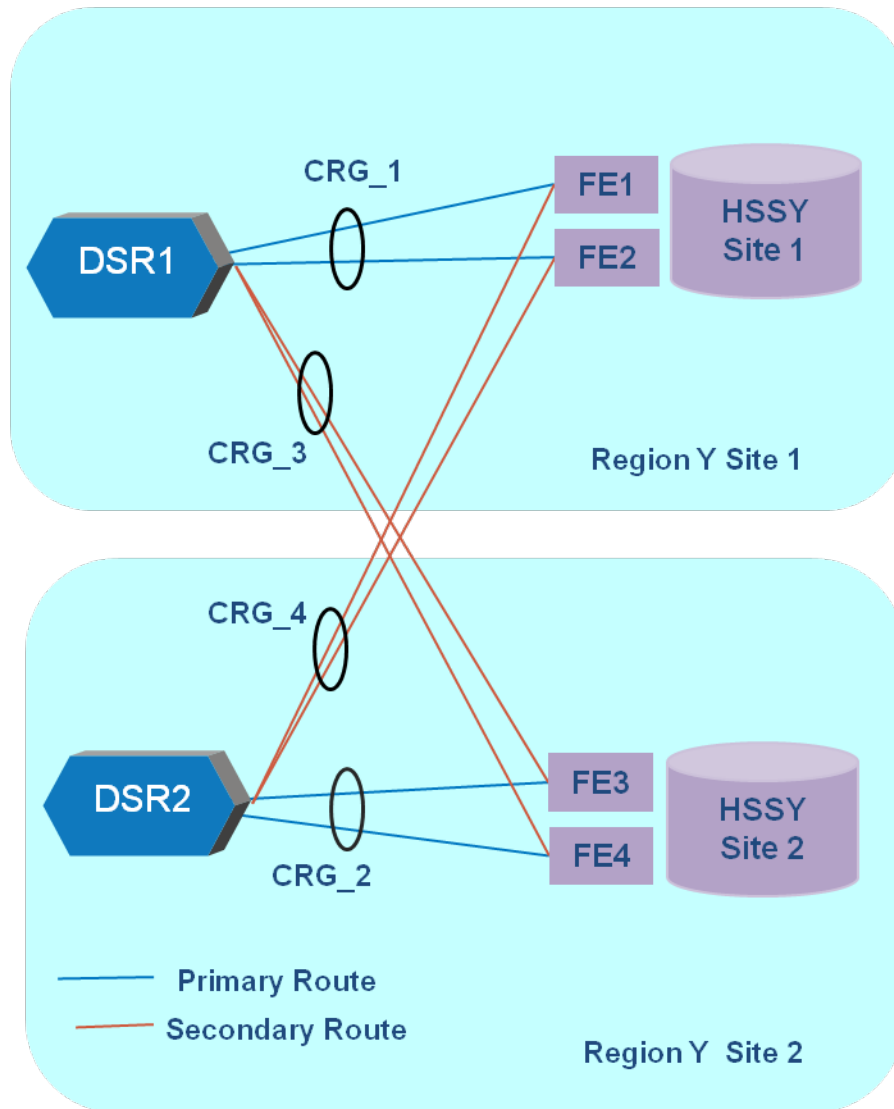 CRG_1
FE1
HSSY
Site 1
DSR1
FE2
CRG_3
Region Y Site 1
CRG_4
DSR2
FE3
HSSY
Site 2
FE4
CRG_2
Primary Route
Secondary Route
Region Y Site 2